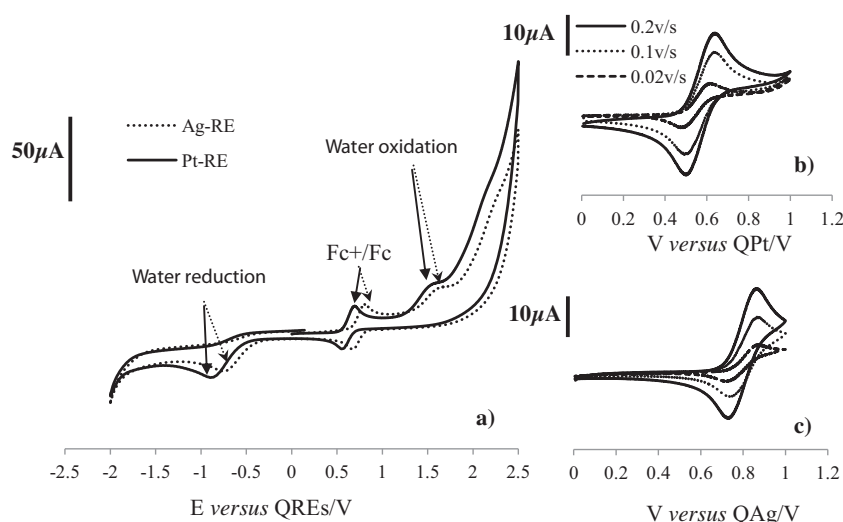 50µA
Ag-RE
Pt-RE
Water oxidation
Fc+/Fc
Water reduction
a)
-2.5 -2 -1.5 -1 -0.5 0 0.5 1 1.5 2 2.5
E versus QREs/V
10µA
0.2v/s
0.1v/s
0.02v/s
b)
0 0.2 0.4 0.6 0.8 1 1.2
V versus QPt/V
10µA
c)
0 0.2 0.4 0.6 0.8 1 1.2
V versus QAg/V